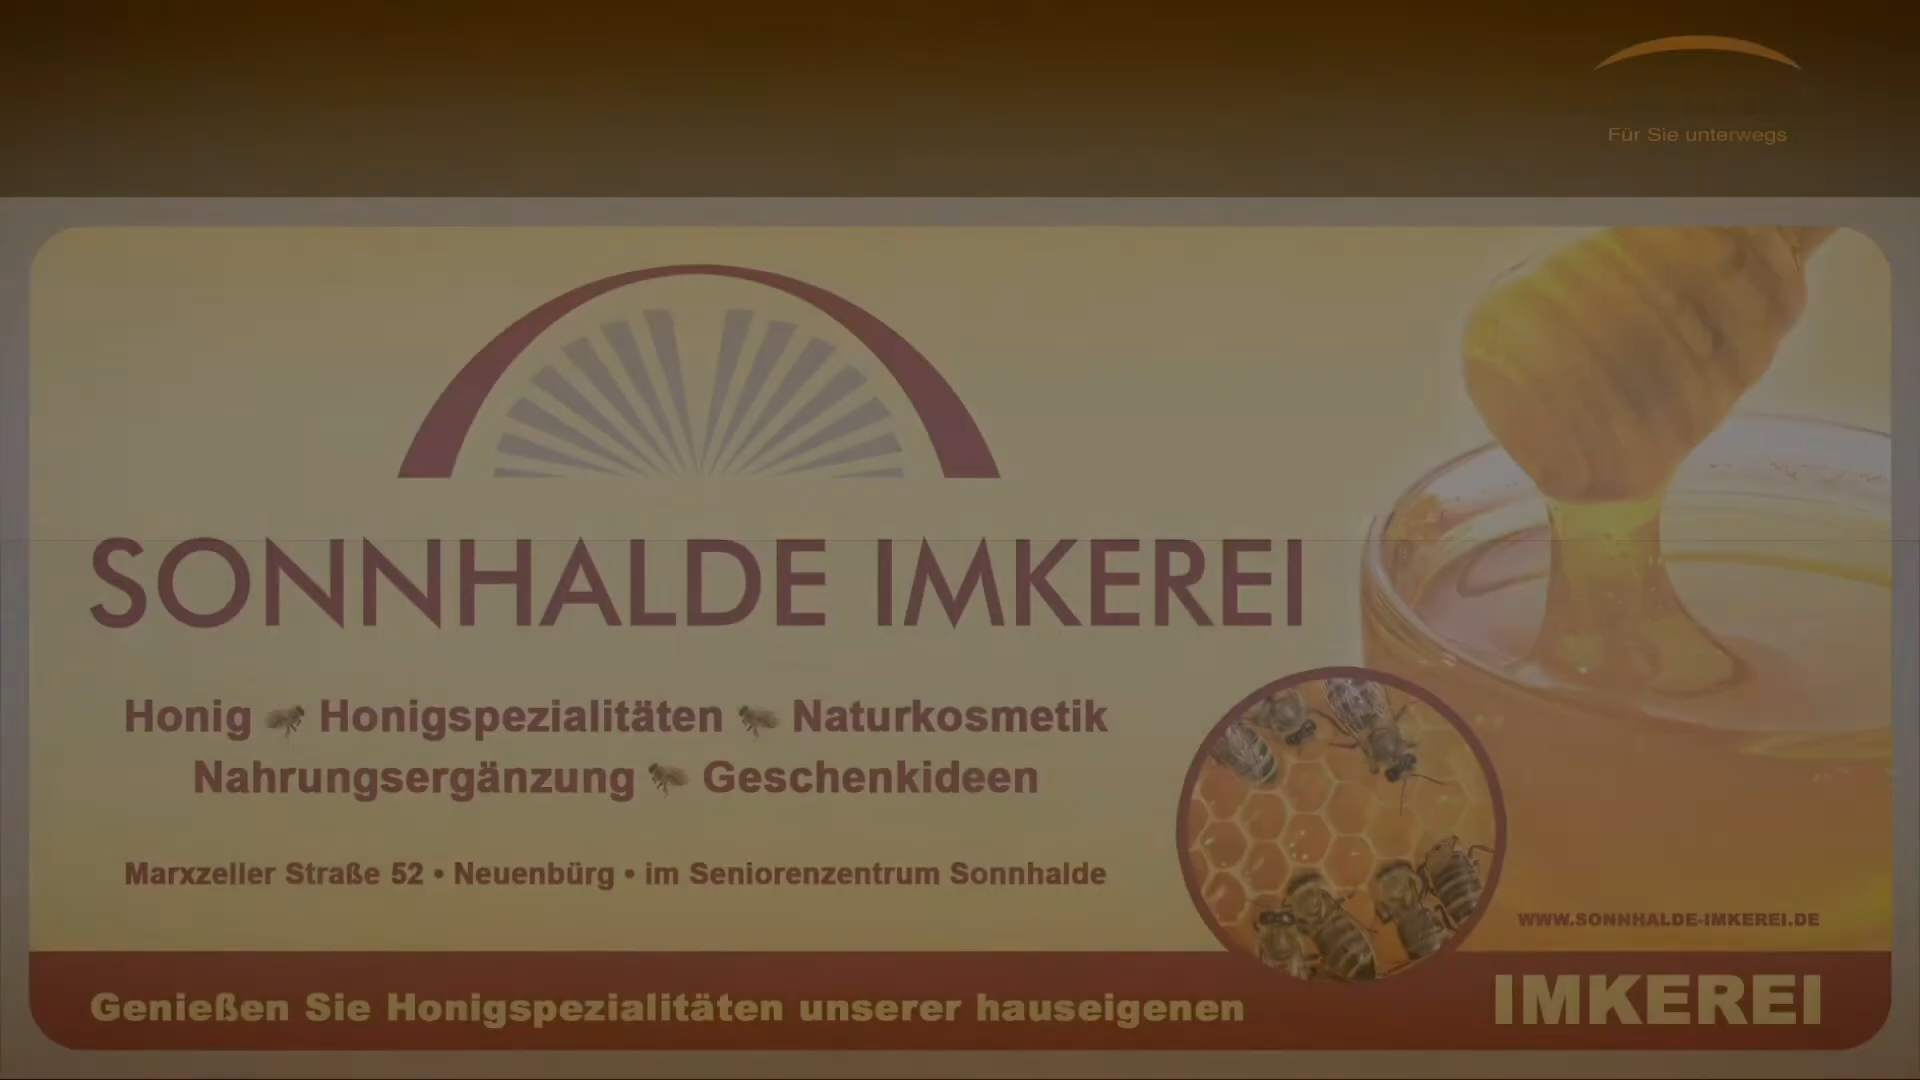 Für Sie unterwegs
SONNHALDE IMKEREI
Honig Honigspezialitäten Naturkosmetik
Nahrungsergänzung Geschenkideen
Marxzeller Straße 52 • Neuenbürg • im Seniorenzentrum Sonnhalde
WWW.SONNHALDE-IMKEREI.DE
Genießen Sie Honigspezialitäten unserer hauseigenen IMKEREI